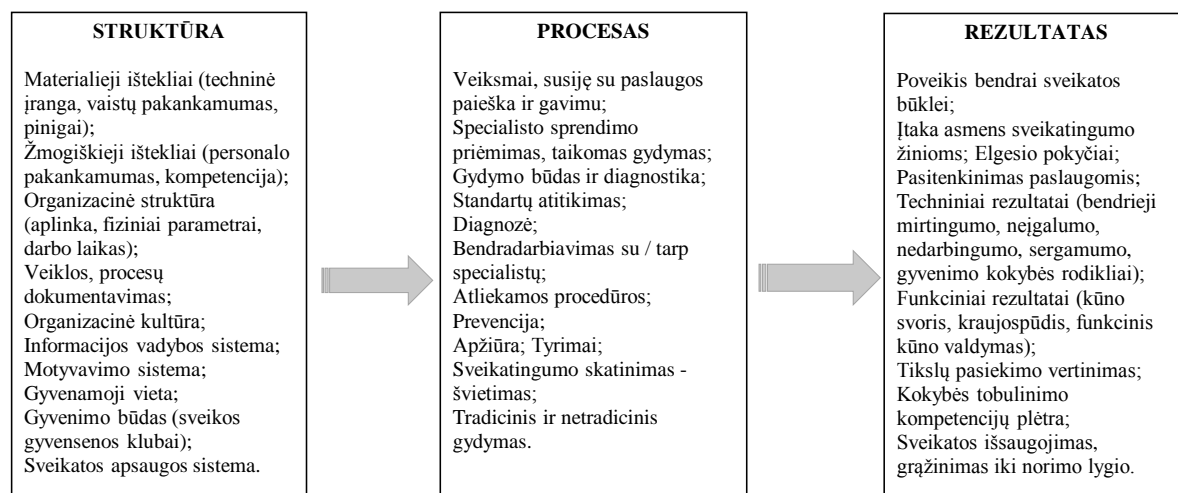 STRUKTŪRA
Materialieji ištekliai (techninė
įranga, vaistų pakankamumas,
pinigai);
Žmogiškieji ištekliai (personalo
pakankamumas, kompetencija);
Organizacinė struktūra
(aplinka, fiziniai parametrai,
darbo laikas);
Veiklos, procesų
dokumentavimas;
Organizacinė kultūra;
Informacijos vadybos sistema;
Motyvavimo sistema;
Gyvenamoji vieta;
Gyvenimo būdas (sveikos
gyvensenos klubai);
Sveikatos apsaugos sistema.
PROCESAS
Veiksmai, susiję su paslaugos
paieška ir gavimu;
Specialisto sprendimo
priėmimas, taikomas gydymas;
Gydymo būdas ir diagnostika;
Standartų atitikimas;
Diagnozė;
Bendradarbiavimas su / tarp
specialistų;
Atliekamos procedūros;
Prevencija;
Apžiūra; Tyrimai;
Sveikatingumo skatinimas -
švietimas;
Tradicinis ir netradicinis
gydymas.
REZULTATAS
Poveikis bendrai sveikatos
būklei;
Įtaka asmens sveikatingumo
žinioms; Elgesio pokyčiai;
Pasitenkinimas paslaugomis;
Techniniai rezultatai (bendrieji
mirtingumo, neįgalumo,
nedarbingumo, sergamumo,
gyvenimo kokybės rodikliai);
Funkciniai rezultatai (kūno
svoris, kraujospūdis, funkcinis
kūno valdymas);
Tikslų pasiekimo vertinimas;
Kokybės tobulinimo
kompetencijų plėtra;
Sveikatos išsaugojimas,
grąžinimas iki norimo lygio.